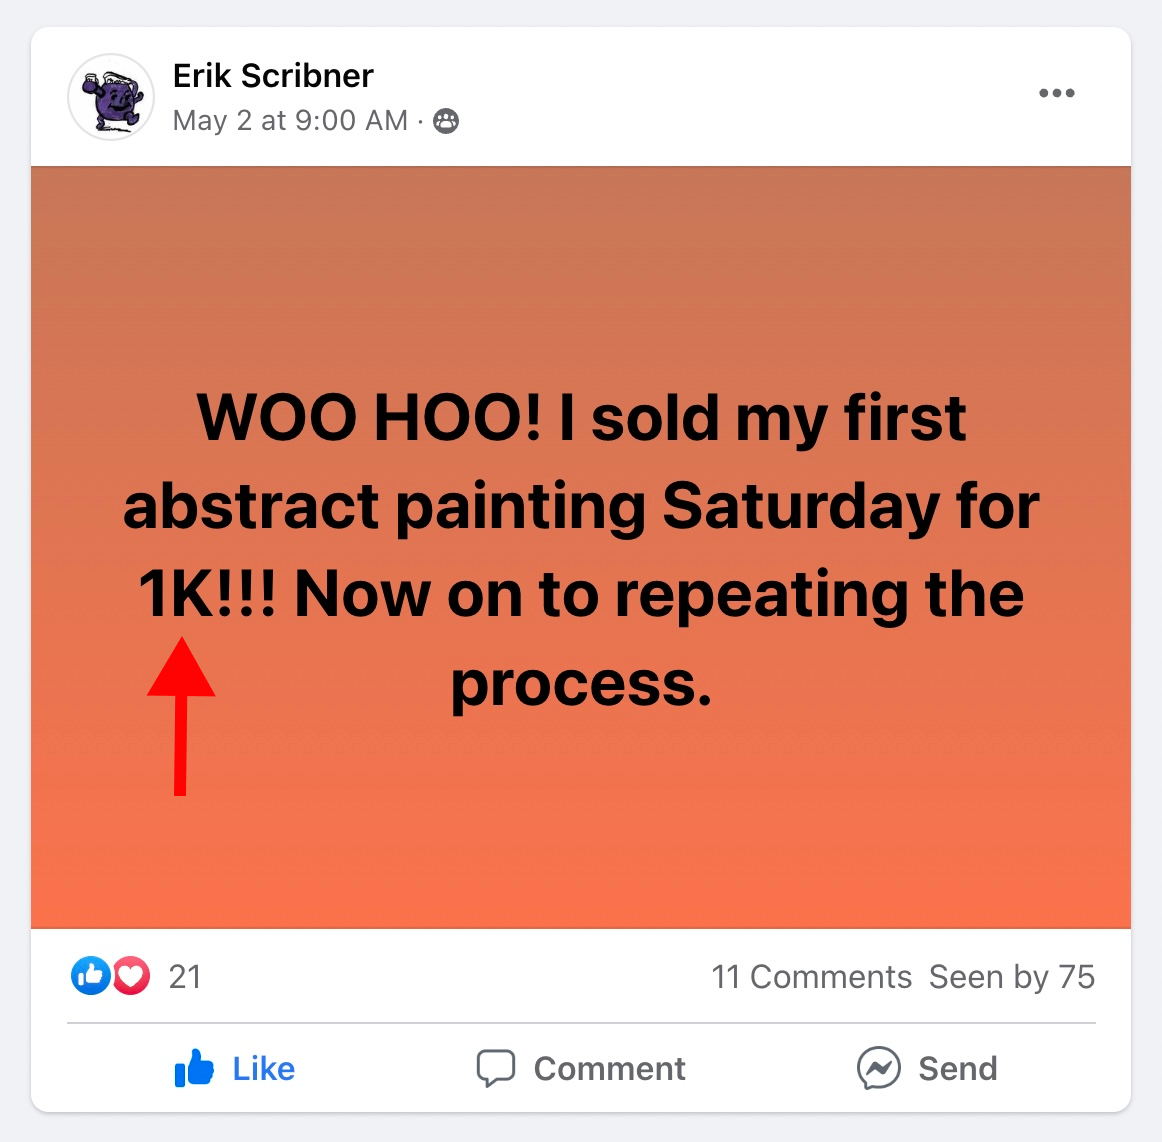 Erik Scribner
May 2 at 9:00 AM ·
WOO HOO! I sold my first
abstract painting Saturday for
1K!!! Now on to repeating the
process.
21
11 Comments Seen by 75
Like Comment Send